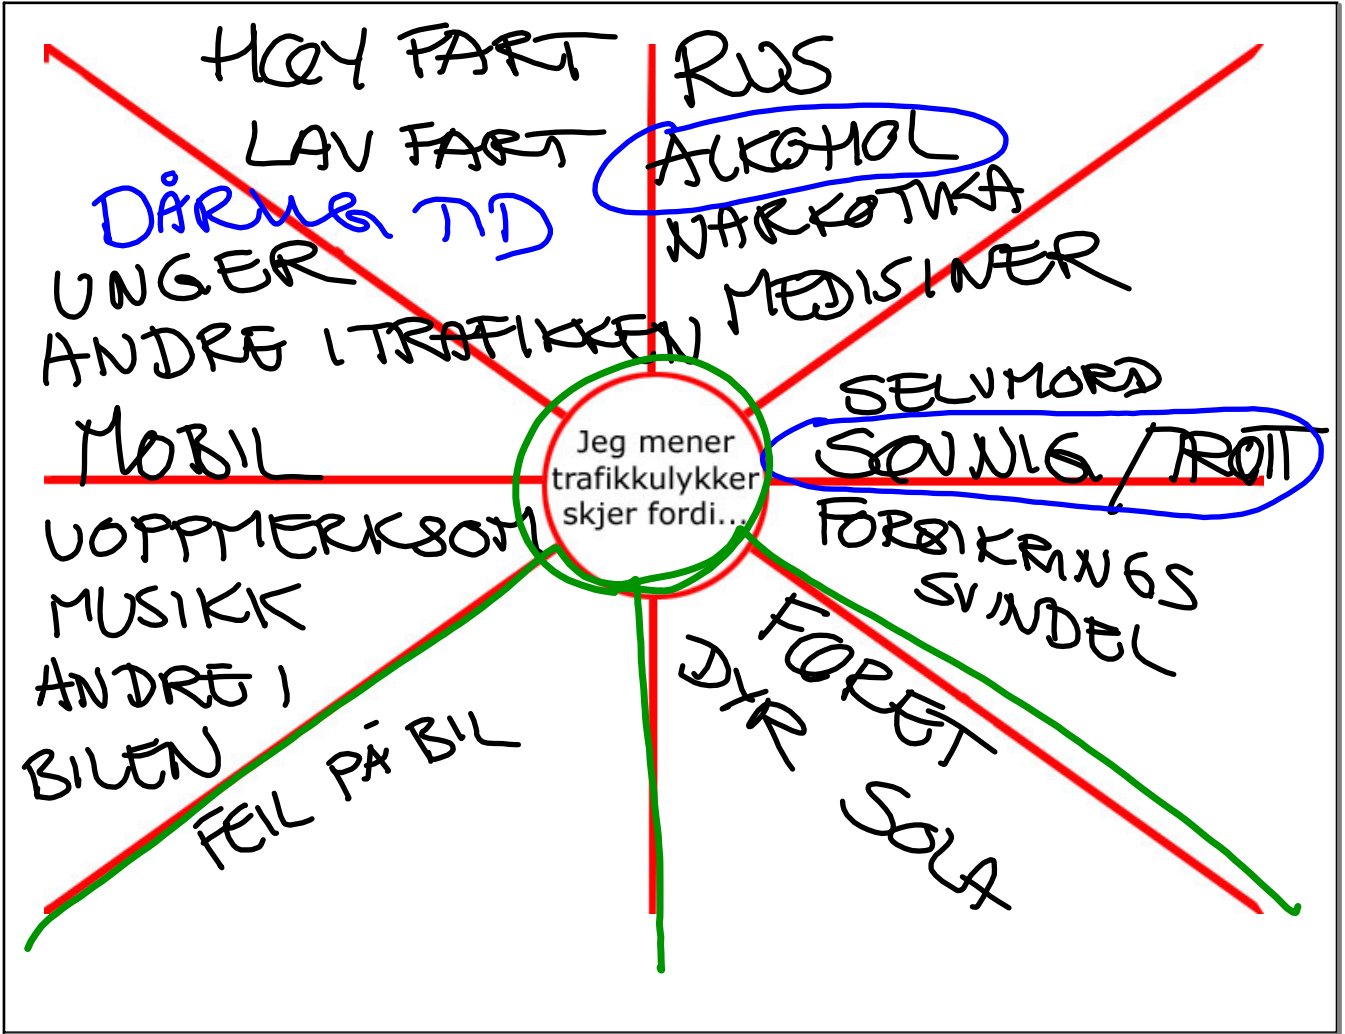 HØY FART
LAV FART
DÅRLIG TID
UNGER
ANDRE I TRAFIKKEN
RUS
ALKOHOL
NARKOTIKA
MEDISINER
SELVMORD
SØVNIG / TRØTT
FORSIKRINGS
SVINDEL
Jeg mener
trafikkulykker
skjer fordi...
MOBIL
UOPPMERKSOM
MUSIKK
ANDRE I
BILEN
FEIL PÅ BIL
DYR
FØRET
SOLA